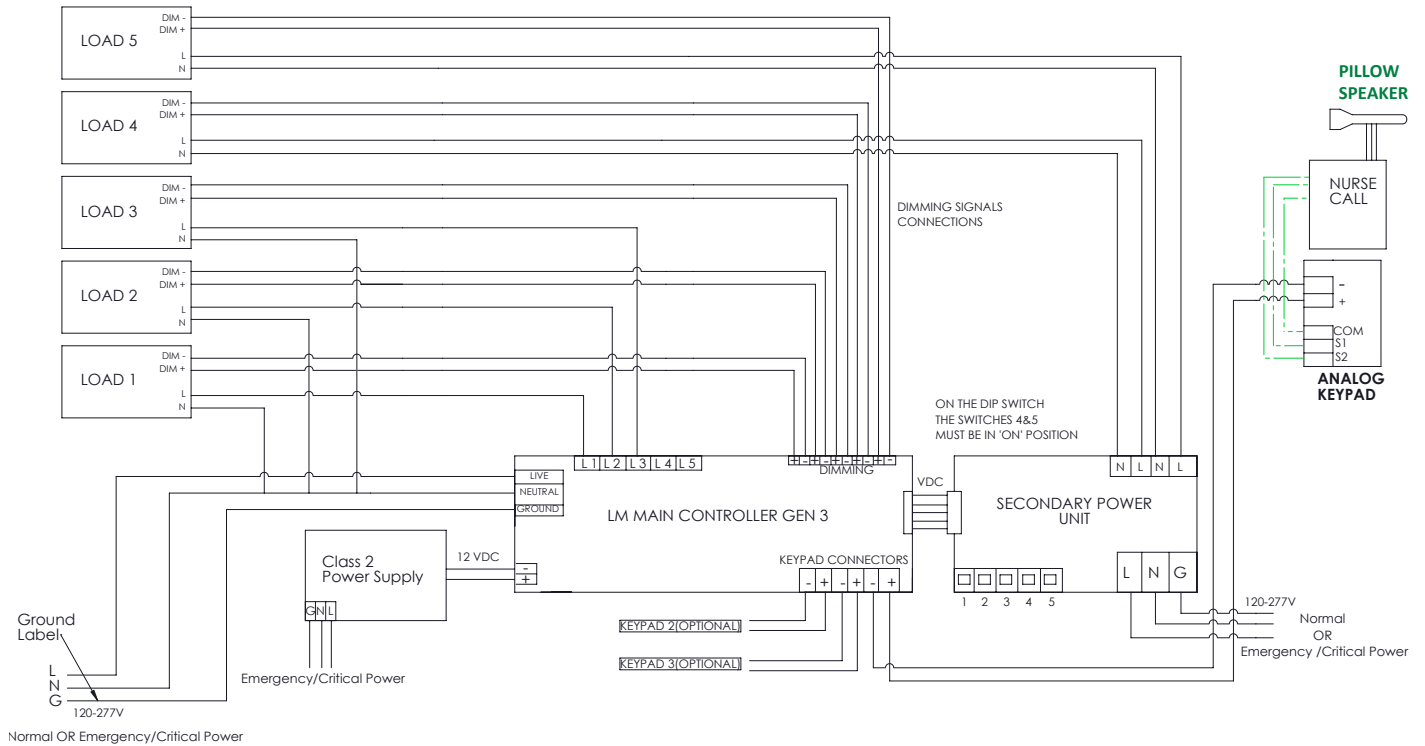 DIM -
DIM +
LOAD 5
L
N
DIM -
DIM +
LOAD 4
L
N
DIM -
DIM +
LOAD 3
L
N
DIM -
DIM +
LOAD 2
L
N
DIM -
DIM +
LOAD 1
L
N
PILLOW
SPEAKER
NURSE
CALL
DIMMING SIGNALS
CONNECTIONS
-
+
COM
S1
S2
ANALOG
KEYPAD
ON THE DIP SWITCH
THE SWITCHES 4&5
MUST BE IN 'ON' POSITION
L 1 L 2 L 3 L 4 L 5
+ - + - + - + - + -
DIMMING
N L N L
LIVE
NEUTRAL
GROUND
LM MAIN CONTROLLER GEN 3
VDC
SECONDARY POWER
UNIT
Class 2
Power Supply
12 VDC
-
+
KEYPAD CONNECTORS
- + - + - +
L N G
1 2 3 4 5
G N L
Emergency/Critical Power
KEYPAD 2(OPTIONAL)
KEYPAD 3(OPTIONAL)
120-277V
Normal
OR
Emergency /Critical Power
Ground
Label
L
N
G
120-277V
Normal OR Emergency/Critical Power